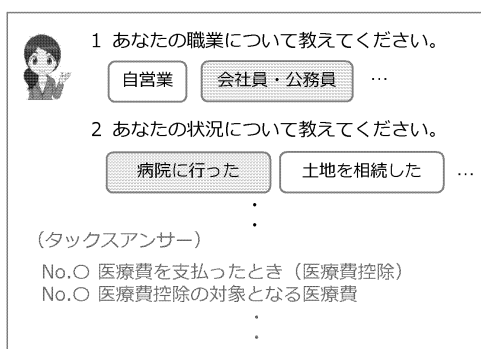 1 あなたの職業について教えてください。
自営業 会社員・公務員 …
2 あなたの状況について教えてください。
病院に行った 土地を相続した …
・
・
（タックスアンサー）
No.〇 医療費を支払ったとき（医療費控除）
No.〇 医療費控除の対象となる医療費
・
・